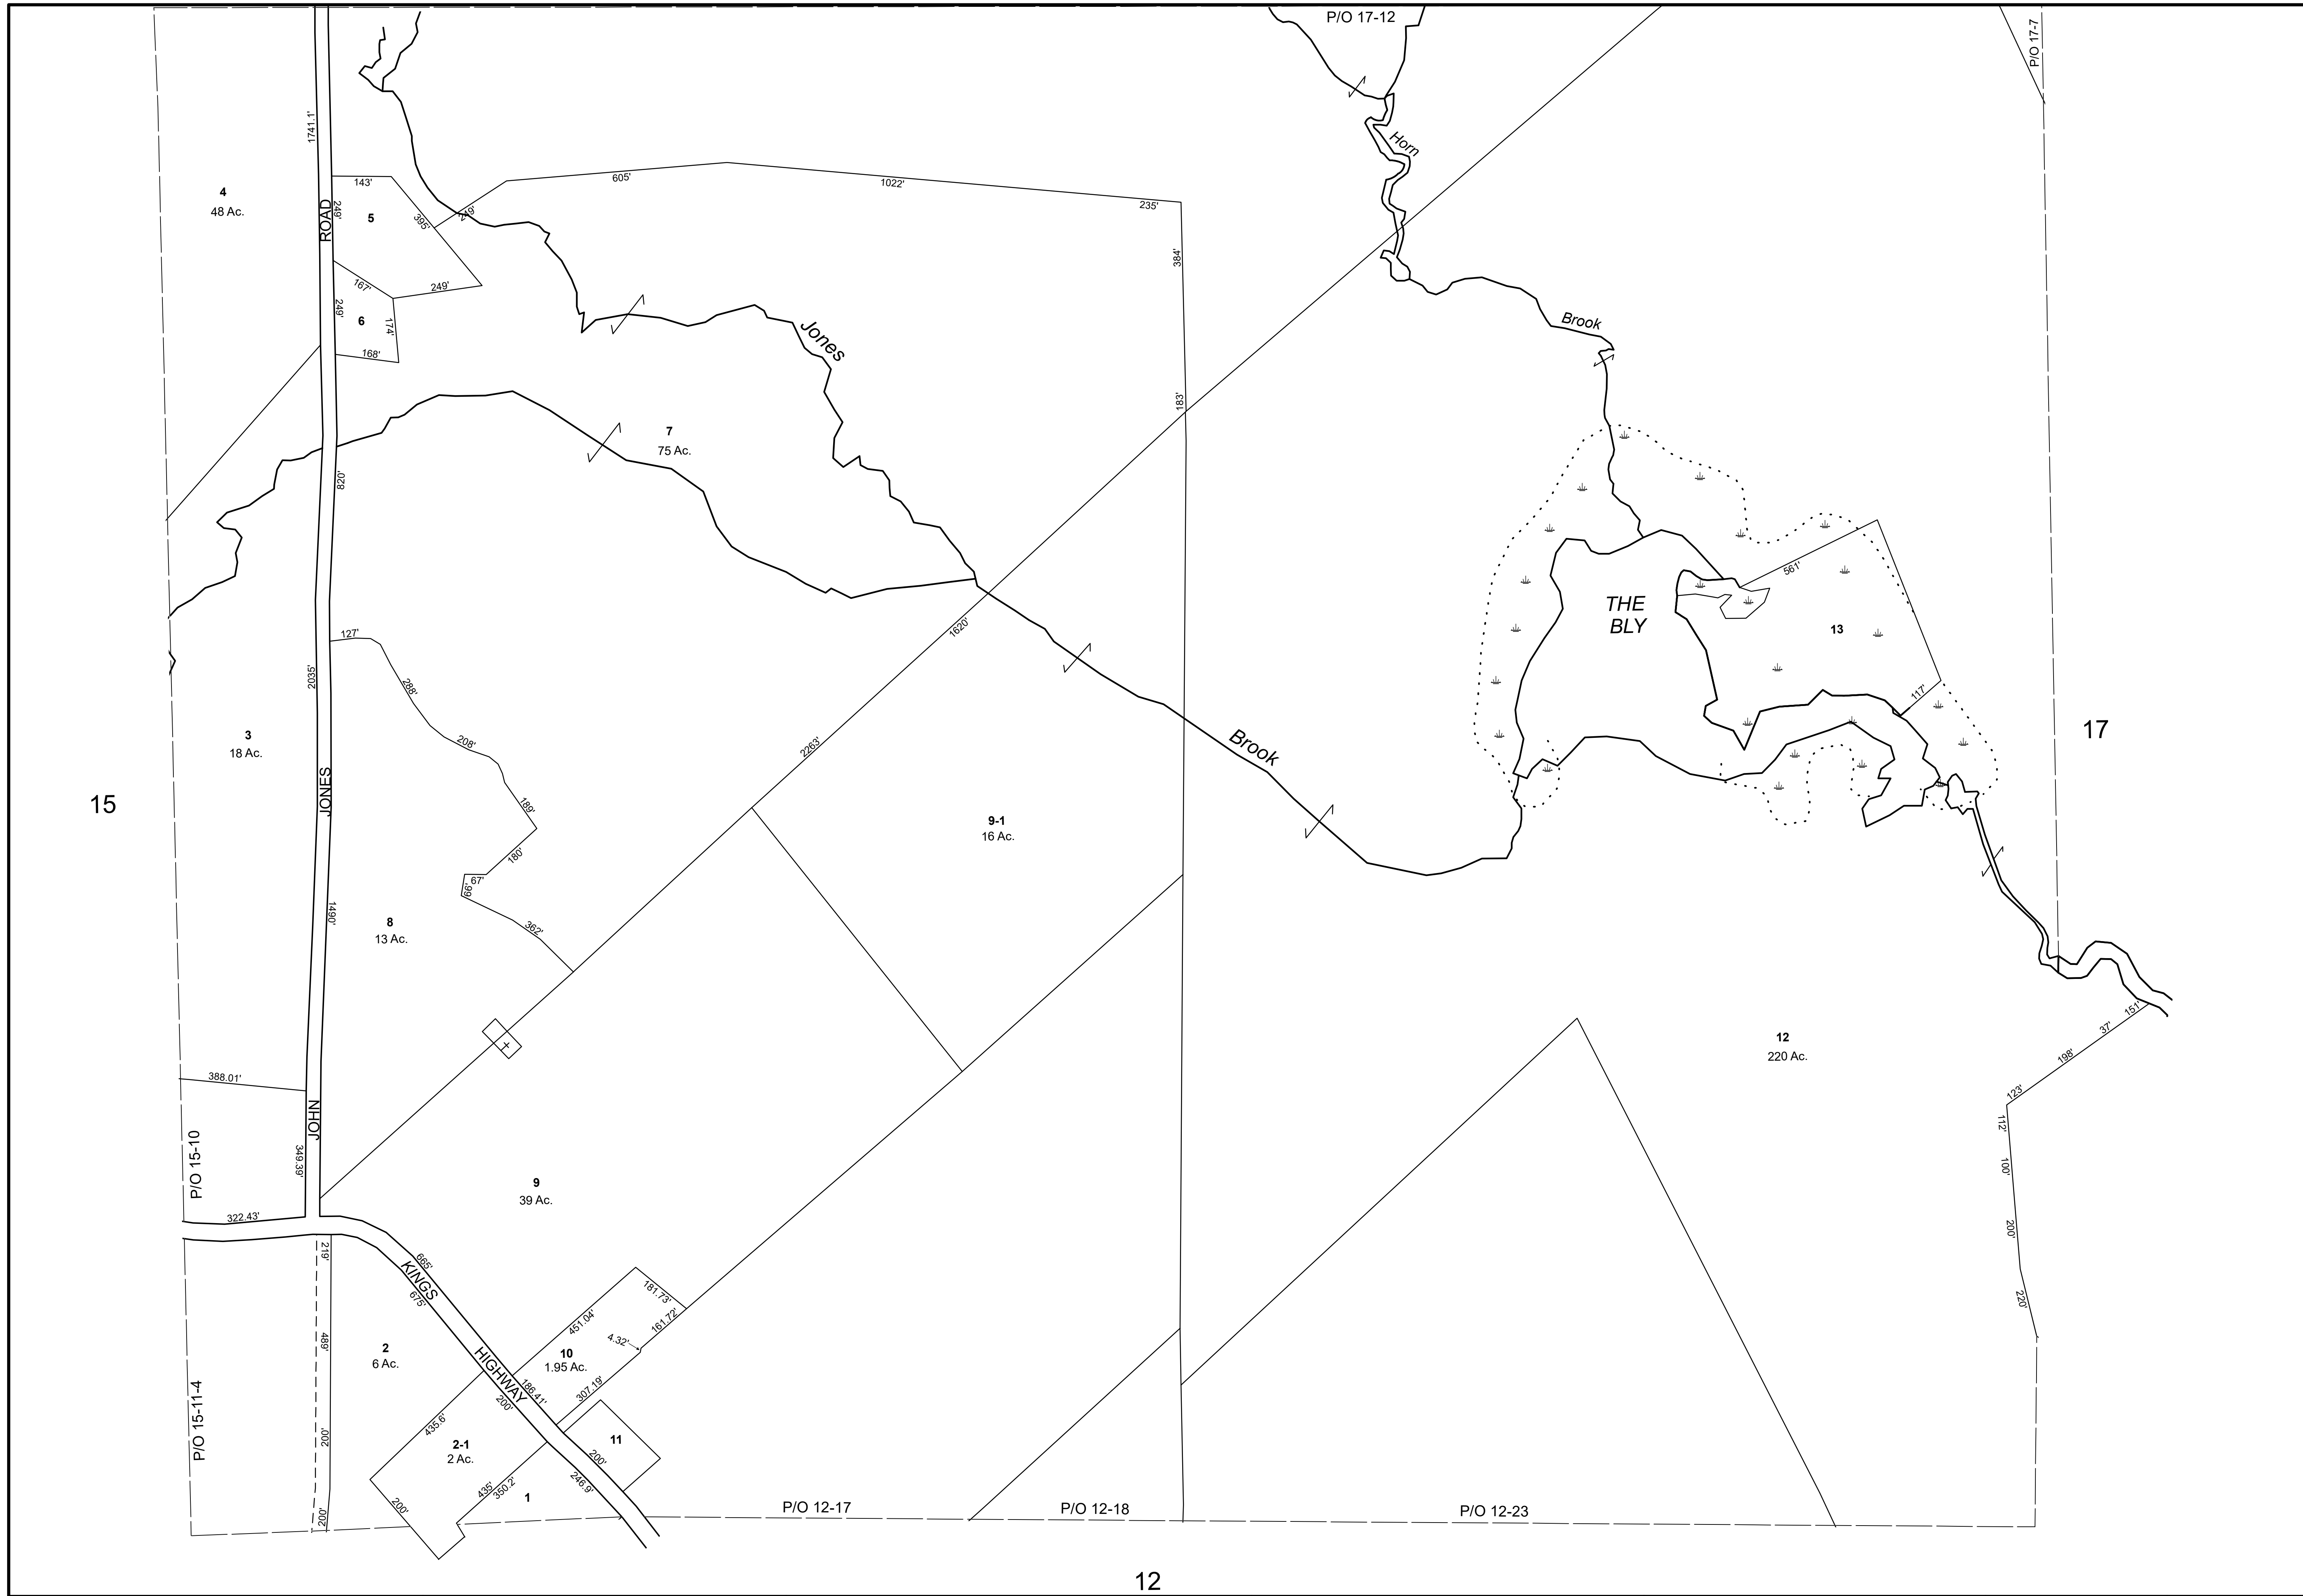 P/O 17-12
P/O 17-7
1741.1'
Horn
4
48 Ac.
143'
249'
ROAD
5
395'
249'
605'
1022'
235'
384'
167'
249'
249'
6
174'
168'
Jones
Brook
183'
7
75 Ac.
820'
561'
THE
BLY
13
117'
127'
2035'
288'
1620'
3
18 Ac.
208'
2263'
Brook
17
15
JONES
189'
9-1
16 Ac.
180'
67'
66'
1490'
8
13 Ac.
362'
151'
37'
12
220 Ac.
198'
388.01'
123'
JOHN
112'
349.39'
P/O 15-10
100'
9
39 Ac.
322.43'
219'
665'
KINGS
675'
200'
181.73'
451.04'
161.72'
220'
489'
4.32'
2
6 Ac.
10
1.95 Ac.
HIGHWAY
186.41'
307.19'
200'
P/O 15-11-4
435.6'
200'
2-1
2 Ac.
11
200'
435'
350.2'
246.9'
1
200'
200'
P/O 12-17
P/O 12-18
P/O 12-23
12